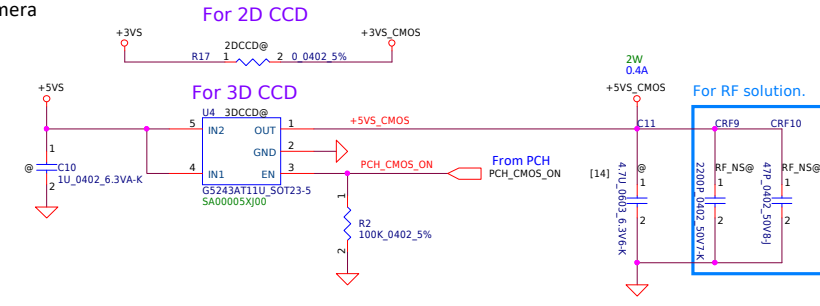 mera
For 2D CCD
+3VS
+3VS_CMOS
2DCCD@
R17 1 2 0_0402_5%
For 3D CCD
2W
0.4A
+5VS
+5VS_CMOS
For RF solution.
U4 3DCCD@
5 IN2 OUT 1 +5VS_CMOS
C11 CRF9 CRF10
GND 2
4 IN1 EN 3 PCH_CMOS_ON
From PCH
PCH_CMOS_ON [14]
1
@ C10
2 1U_0402_6.3VA-K
G5243AT11U_SOT23-5
SA00005XJ00
@ RF_NS@ RF_NS@
1 1 1
2 2 2
4.7U_0603_6.3V6-K
2200P_0402_50V7-K
47P_0402_50V8-J
1
R2
100K_0402_5%
2